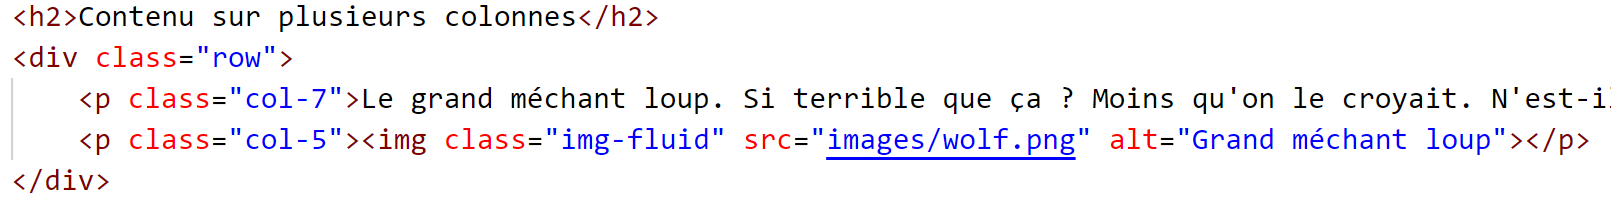 <h2>Contenu sur plusieurs colonnes</h2>
<div class="row">
<p class="col-7">Le grand méchant loup. Si terrible que ça ? Moins qu'on le croyait. N'est-il
<p class="col-5"><img class="img-fluid" src="images/wolf.png" alt="Grand méchant loup"></p>
</div>